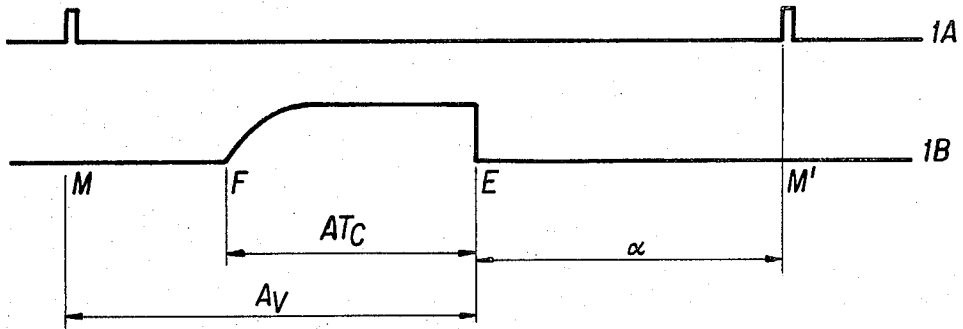 1A
1B
M F E M'
ATC
α
AV